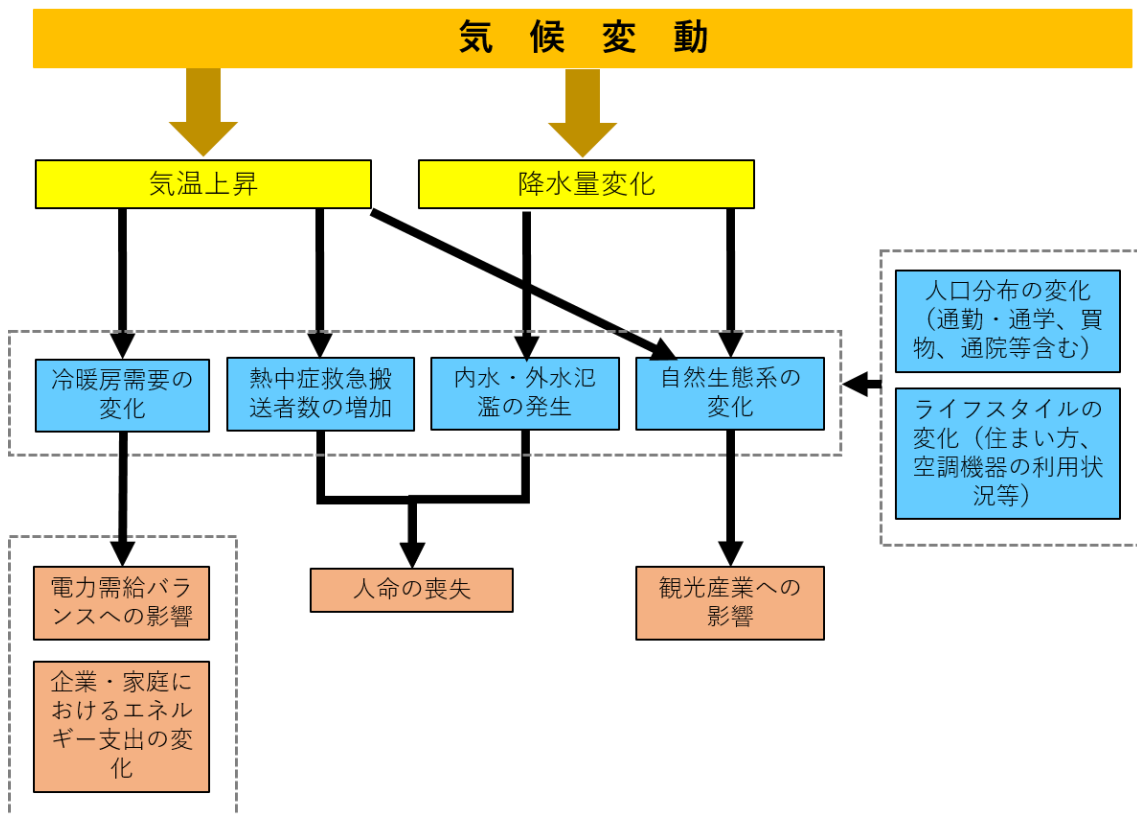 気 候 変 動
気温上昇
降水量変化
人口分布の変化
（通勤・通学、買
物、通院等含む）
冷暖房需要の
変化
熱中症救急搬
送者数の増加
内水・外水氾
濫の発生
自然生態系の
変化
ライフスタイルの
変化（住まい方、
空調機器の利用状
況等）
電力需給バラ
ンスへの影響
人命の喪失
観光産業への
影響
企業・家庭に
おけるエネル
ギー支出の変
化